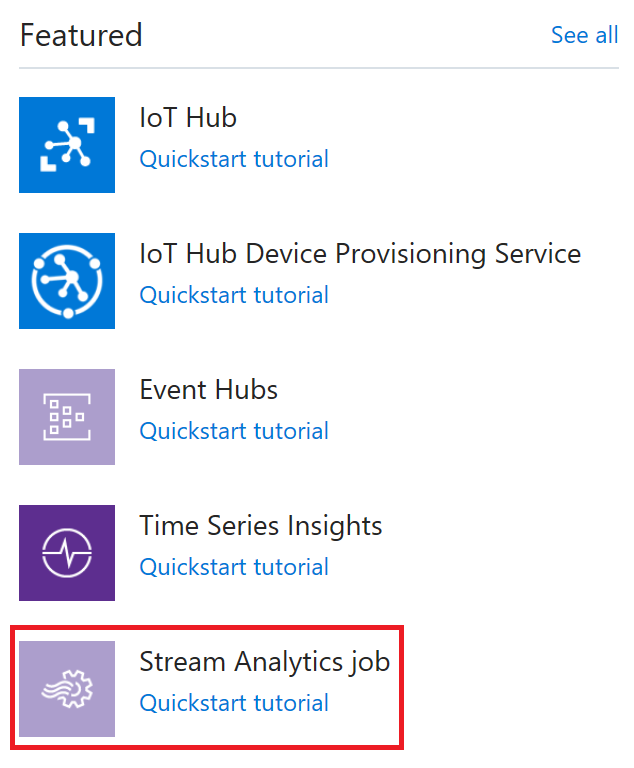 Featured
See all
IoT Hub
Quickstart tutorial
IoT Hub Device Provisioning Service
Quickstart tutorial
Event Hubs
Quickstart tutorial
Time Series Insights
Quickstart tutorial
Stream Analytics job
Quickstart tutorial